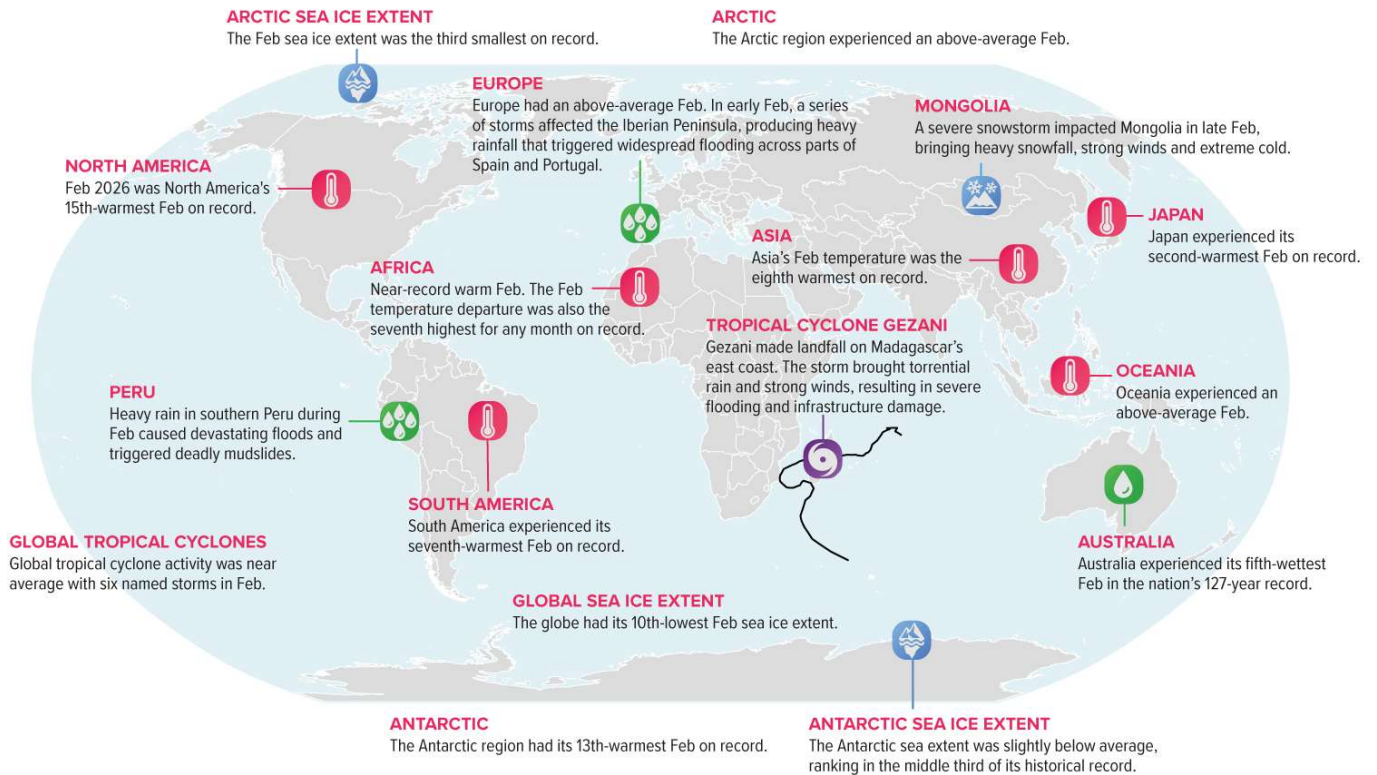 ARCTIC SEA ICE EXTENT
The Feb sea ice extent was the third smallest on record.
ARCTIC
The Arctic region experienced an above-average Feb.
EUROPE
Europe had an above-average Feb. In early Feb, a series
of storms affected the Iberian Peninsula, producing heavy
rainfall that triggered widespread flooding across parts of
Spain and Portugal.
MONGOLIA
A severe snowstorm impacted Mongolia in late Feb,
bringing heavy snowfall, strong winds and extreme cold.
NORTH AMERICA
Feb 2026 was North America's
15th-warmest Feb on record.
JAPAN
Japan experienced its
second-warmest Feb on record.
ASIA
Asia's Feb temperature was the
eighth warmest on record.
AFRICA
Near-record warm Feb. The Feb
temperature departure was also the
seventh highest for any month on record.
TROPICAL CYCLONE GEZANI
Gezani made landfall on Madagascar's
east coast. The storm brought torrential
rain and strong winds, resulting in severe
flooding and infrastructure damage.
OCEANIA
Oceania experienced an
above-average Feb.
PERU
Heavy rain in southern Peru during
Feb caused devastating floods and
triggered deadly mudslides.
SOUTH AMERICA
South America experienced its
seventh-warmest Feb on record.
GLOBAL TROPICAL CYCLONES
Global tropical cyclone activity was near
average with six named storms in Feb.
AUSTRALIA
Australia experienced its fifth-wettest
Feb in the nation's 127-year record.
GLOBAL SEA ICE EXTENT
The globe had its 10th-lowest Feb sea ice extent.
ANTARCTIC
The Antarctic region had its 13th-warmest Feb on record.
ANTARCTIC SEA ICE EXTENT
The Antarctic sea extent was slightly below average,
ranking in the middle third of its historical record.